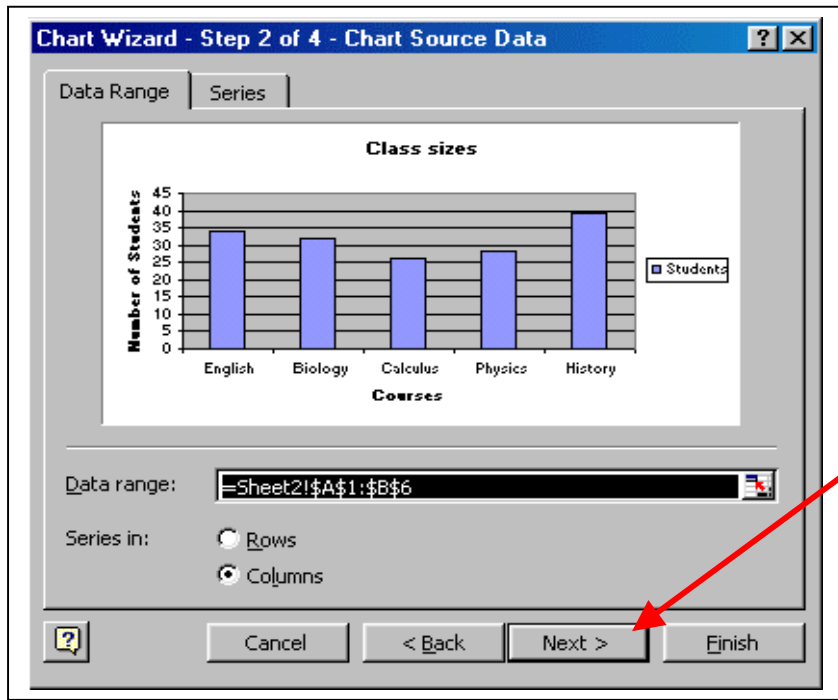 Chart Wizard - Step 2 of 4 - Chart Source Data
Data Range Series
Class sizes
Number of Students
45
40
35
30
25
20
15
10
5
0
Students
English Biology Calculus Physics History
Courses
Data range: =Sheet2!$A$1:$B$6
Series in: Rows
Columns
Cancel < Back Next > Finish